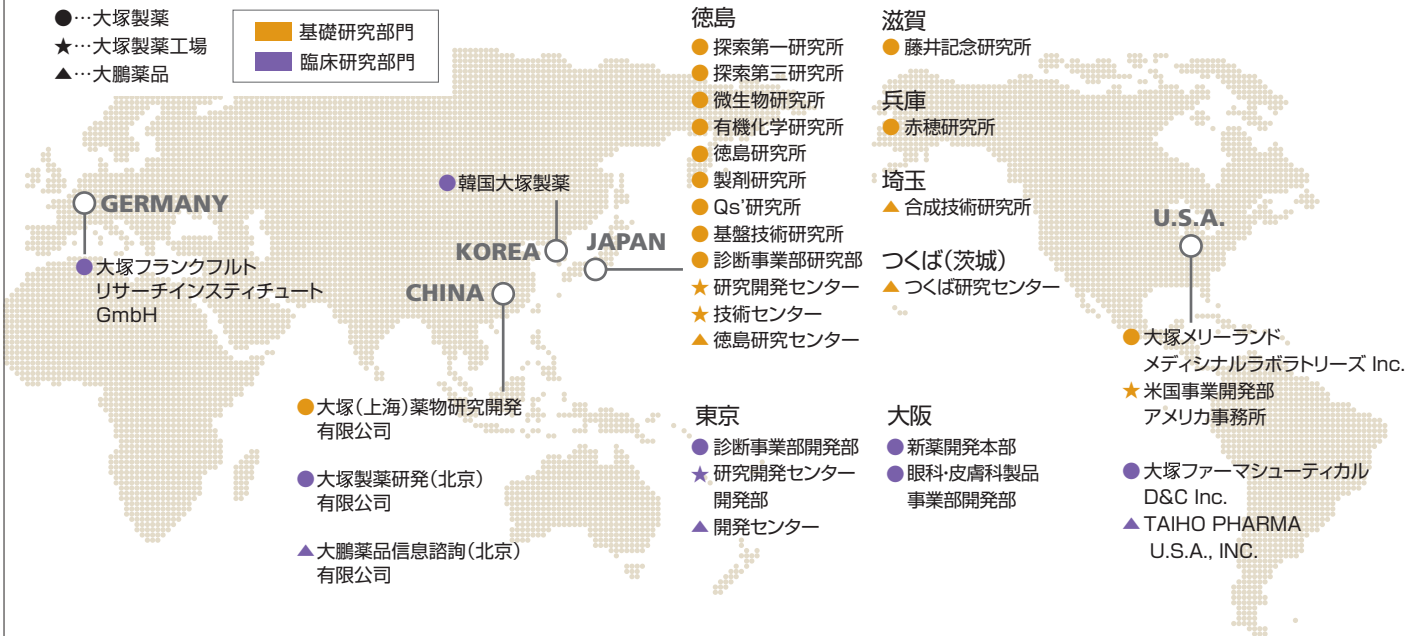 ●…大塚製薬
★…大塚製薬工場
▲…大鵬薬品
基礎研究部門
臨床研究部門
GERMANY
●大塚フランクフルト
リサーチインスティチュート
GmbH
●韓国大塚製薬
KOREA
JAPAN
CHINA
●大塚(上海)薬物研究開発
有限公司
●大塚製薬研発(北京)
有限公司
▲大鵬薬品信息諮詢(北京)
有限公司
徳島
●探索第一研究所
●探索第三研究所
●微生物研究所
●有機化学研究所
●徳島研究所
●製剤研究所
●Qs'研究所
●基盤技術研究所
●診断事業部研究部
★研究開発センター
★技術センター
▲徳島研究センター
滋賀
●藤井記念研究所
兵庫
●赤穂研究所
埼玉
▲合成技術研究所
つくば(茨城)
▲つくば研究センター
東京
●診断事業部開発部
★研究開発センター
開発部
▲開発センター
大阪
●新薬開発本部
●眼科・皮膚科製品
事業部開発部
U.S.A.
●大塚メリーランド
メディシナルラボラトリーズ Inc.
★米国事業開発部
アメリカ事務所
●大塚ファーマシューティカル
D&C Inc.
▲TAIHO PHARMA
U.S.A., INC.